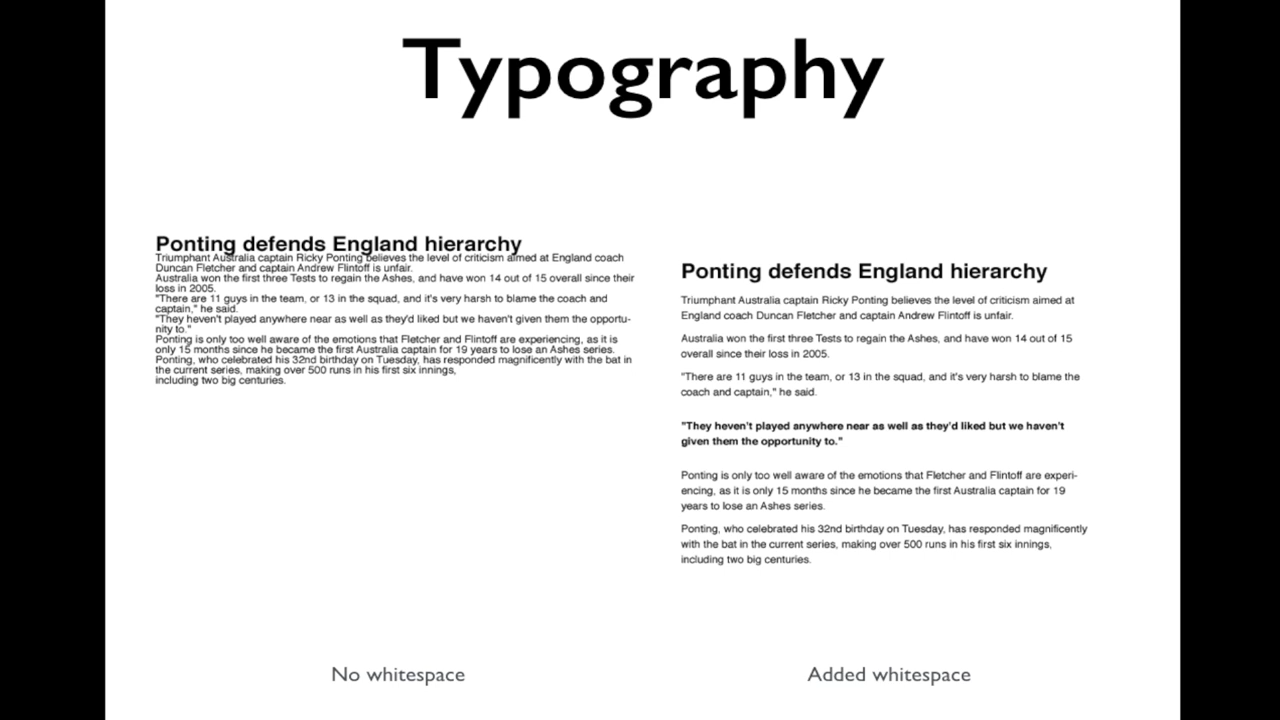 Typography
Ponting defends England hierarchy
Triumphant Australia captain Ricky Ponting believes the level of criticism aimed at England coach
Duncan Fletcher and captain Andrew Flintoff is unfair.
Australia won the first three Tests to regain the Ashes, and have won 14 out of 15 overall since their
loss in 2005.
"There are 11 guys in the team, or 13 in the squad, and it's very harsh to blame the coach and
captain," he said.
"They heven't played anywhere near as well as they'd liked but we haven't given them the opportu-
nity to."
Ponting is only too well aware of the emotions that Fletcher and Flintoff are experiencing, as it is
only 15 months since he became the first Australia captain for 19 years to lose an Ashes series.
Ponting, who celebrated his 32nd birthday on Tuesday, has responded magnificently with the bat in
the current series, making over 500 runs in his first six innings,
including two big centuries.
No whitespace
Ponting defends England hierarchy
Triumphant Australia captain Ricky Ponting believes the level of criticism aimed at
England coach Duncan Fletcher and captain Andrew Flintoff is unfair.
Australia won the first three Tests to regain the Ashes, and have won 14 out of 15
overall since their loss in 2005.
"There are 11 guys in the team, or 13 in the squad, and it's very harsh to blame the
coach and captain," he said.
"They heven't played anywhere near as well as they'd liked but we haven't
given them the opportunity to."
Ponting is only too well aware of the emotions that Fletcher and Flintoff are experi-
encing, as it is only 15 months since he became the first Australia captain for 19
years to lose an Ashes series.
Ponting, who celebrated his 32nd birthday on Tuesday, has responded magnificently
with the bat in the current series, making over 500 runs in his first six innings,
including two big centuries.
Added whitespace